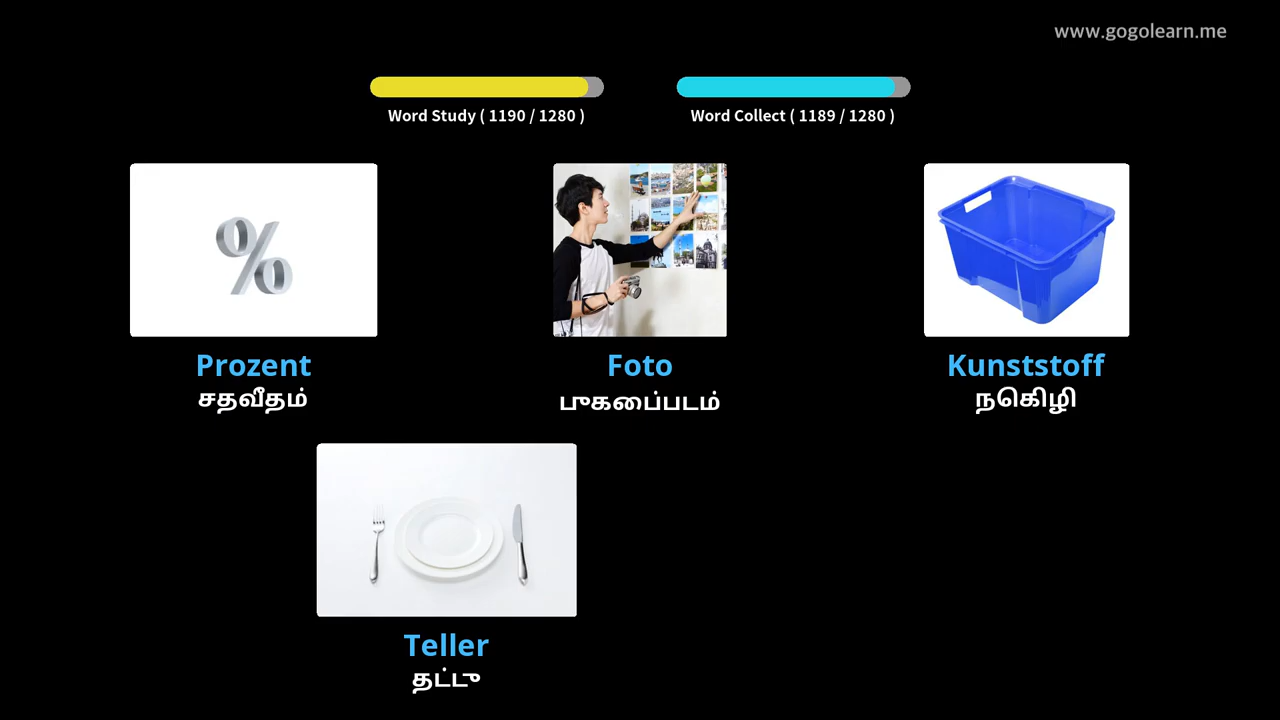 www.gogolearn.me
Word Study ( 1190 / 1280 )
Word Collect ( 1189 / 1280 )
Prozent
சதவீதம்
Foto
புகைப்படம்
Kunststoff
நெகிழி
Teller
தட்டு